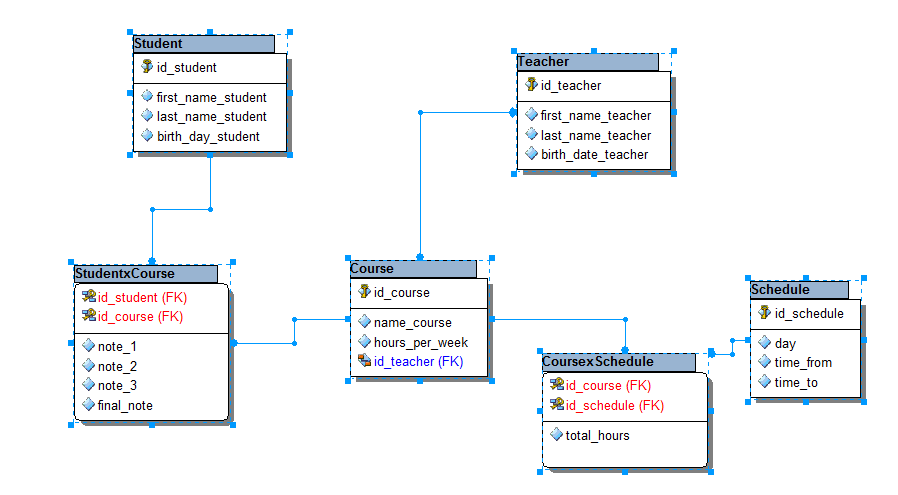 Student
id_student
first_name_student
last_name_student
birth_day_student
Teacher
id_teacher
first_name_teacher
last_name_teacher
birth_date_teacher
StudentxCourse
id_student (FK)
id_course (FK)
note_1
note_2
note_3
final_note
Course
id_course
name_course
hours_per_week
id_teacher (FK)
CoursexSchedule
id_course (FK)
id_schedule (FK)
total_hours
Schedule
id_schedule
day
time_from
time_to